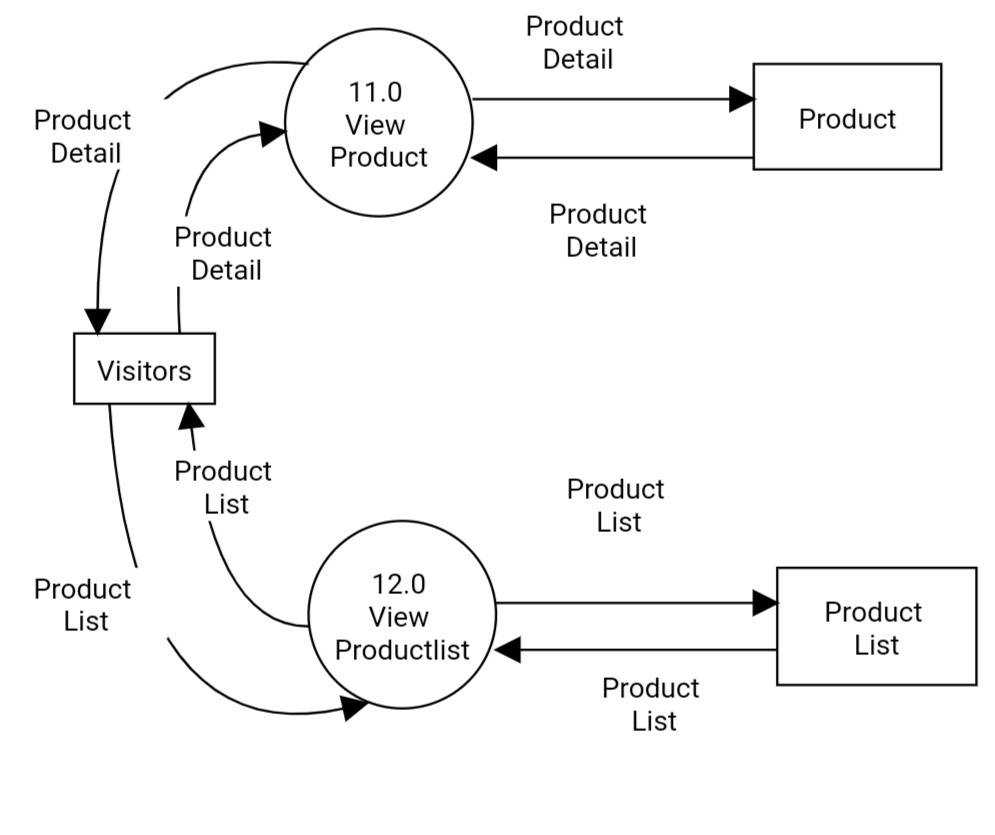 Product
Detail
11.0
View
Product
Product
Product
Detail
Product
Detail
Product
Detail
Visitors
Product
List
Product
List
12.0
View
Productlist
Product
List
Product
List
Product
List